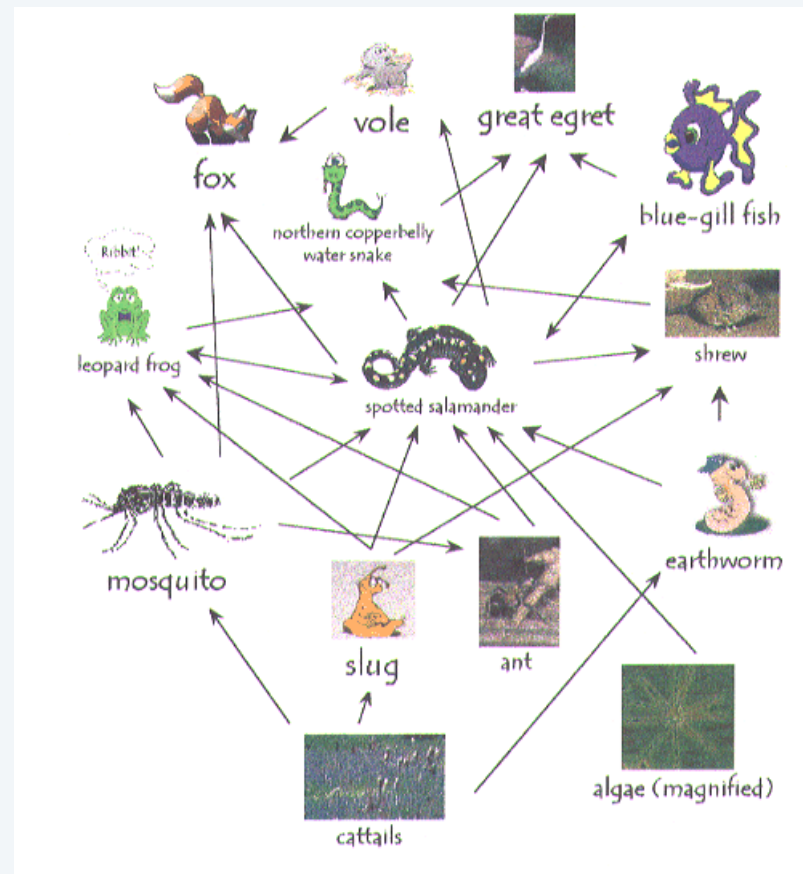 vole
great egret
fox
blue-gill fish
northern copperbelly
water snake
Ribbit!
shrew
leopard frog
spotted salamander
earthworm
mosquito
ant
slug
algae (magnified)
cattails